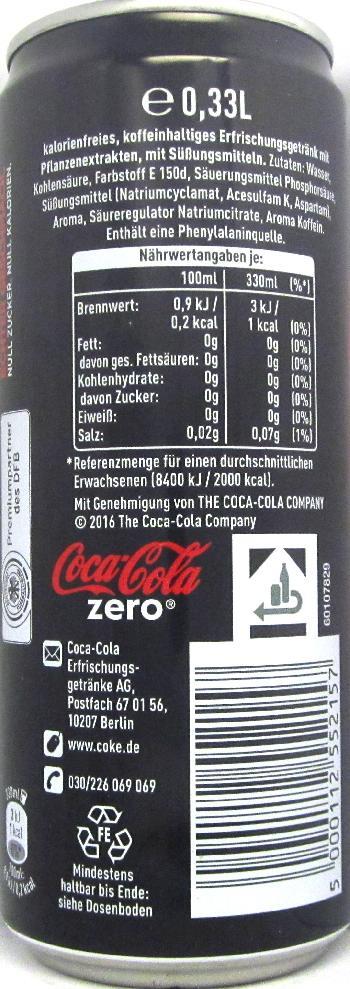 e 0,33L
kalorienfreies, koffeinhaltiges Erfrischungsgetränk mit
Pflanzenextrakten, mit Süßungsmitteln. Zutaten: Wasser,
Kohlensäure, Farbstoff E 150d, Säuerungsmittel Phosphorsäure,
Süßungsmittel (Natriumcyclamat, Acesulfam K, Aspartam),
Aroma, Säureregulator Natriumcitrate, Aroma Koffein.
Enthält eine Phenylalaninquelle.
Nährwertangaben je:
100ml 330ml (%*)
Brennwert: 0,9 kJ / 3 kJ /
0,2 kcal 1 kcal (0%)
Fett: 0g 0g (0%)
davon ges. Fettsäuren: 0g 0g (0%)
Kohlenhydrate: 0g 0g (0%)
davon Zucker: 0g 0g (0%)
Eiweiß: 0g 0g (0%)
Salz: 0,02g 0,07g (1%)
*Referenzmenge für einen durchschnittlichen
Erwachsenen (8400 kJ / 2000 kcal).
Mit Genehmigung von THE COCA-COLA COMPANY
© 2016 The Coca-Cola Company
Coca-Cola
zero®
Coca-Cola
Erfrischungs-
getränke AG,
Postfach 67 01 56,
10207 Berlin
www.coke.de
030/226 069 069
FE
Mindestens
haltbar bis Ende:
siehe Dosenboden
NULL ZUCKER. NULL KALORIEN.
Premiumpartner
des DFB
60107829
5 000112 552157